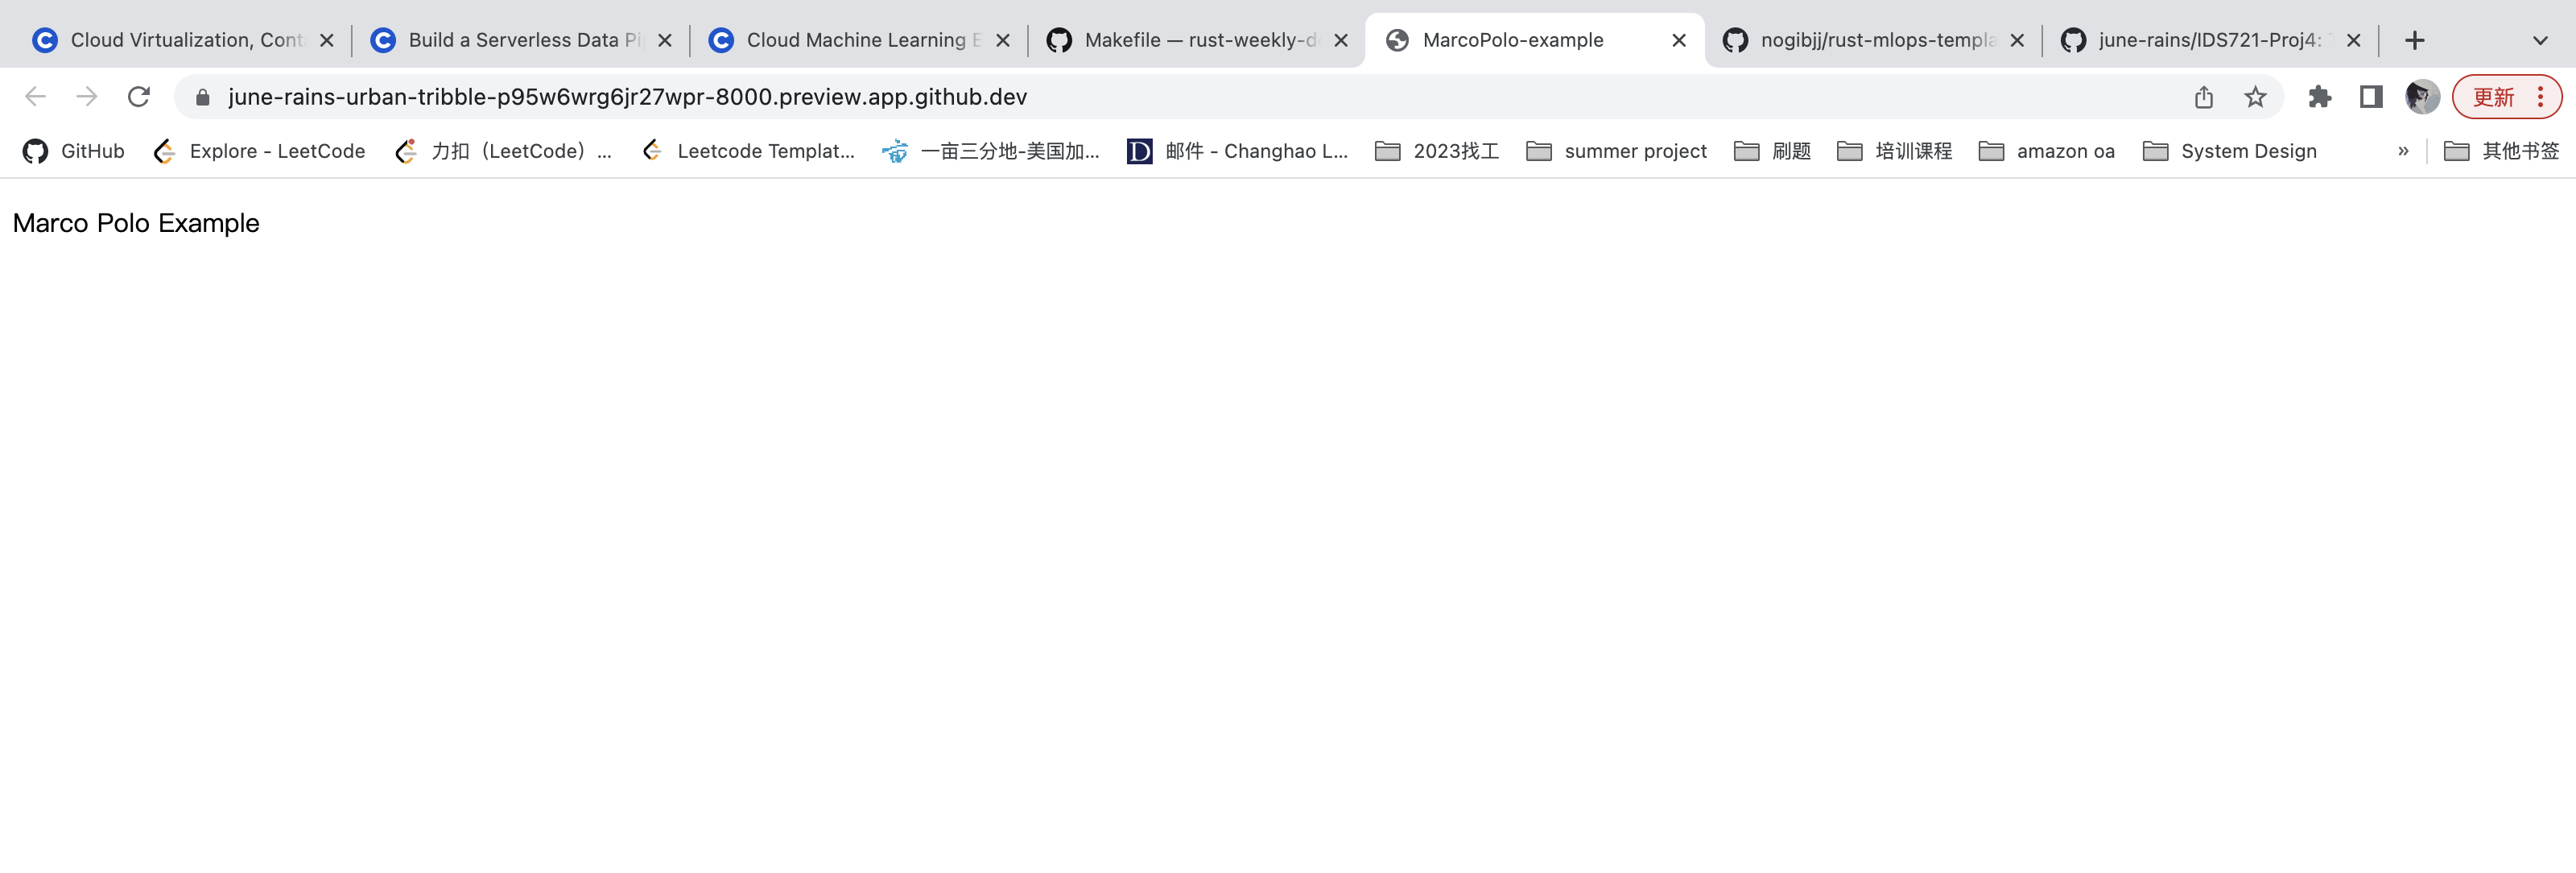 Cloud Virtualization, Cont
Build a Serverless Data Pi
Cloud Machine Learning E
Makefile — rust-weekly-d
MarcoPolo-example
nogibjj/rust-mlops-templa
june-rains/IDS721-Proj4:
june-rains-urban-tribble-p95w6wrg6jr27wpr-8000.preview.app.github.dev
更新
GitHub
Explore - LeetCode
力扣（LeetCode）...
Leetcode Templat...
一亩三分地-美国加...
邮件 - Changhao L...
2023找工
summer project
刷题
培训课程
amazon oa
System Design
»
其他书签
Marco Polo Example